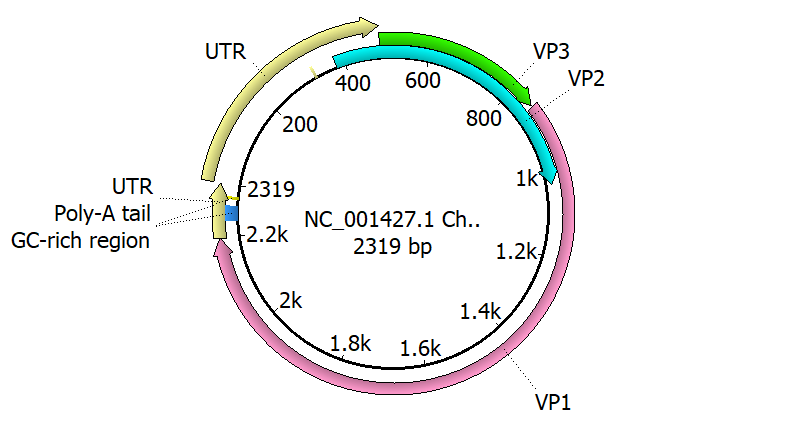 UTR
VP3
VP2
400
600
200
800
UTR
2319
1k
Poly-A tail
NC_001427.1 Ch..
GC-rich region
2.2k
2319 bp
1.2k
2k
1.4k
1.8k
1.6k
VP1